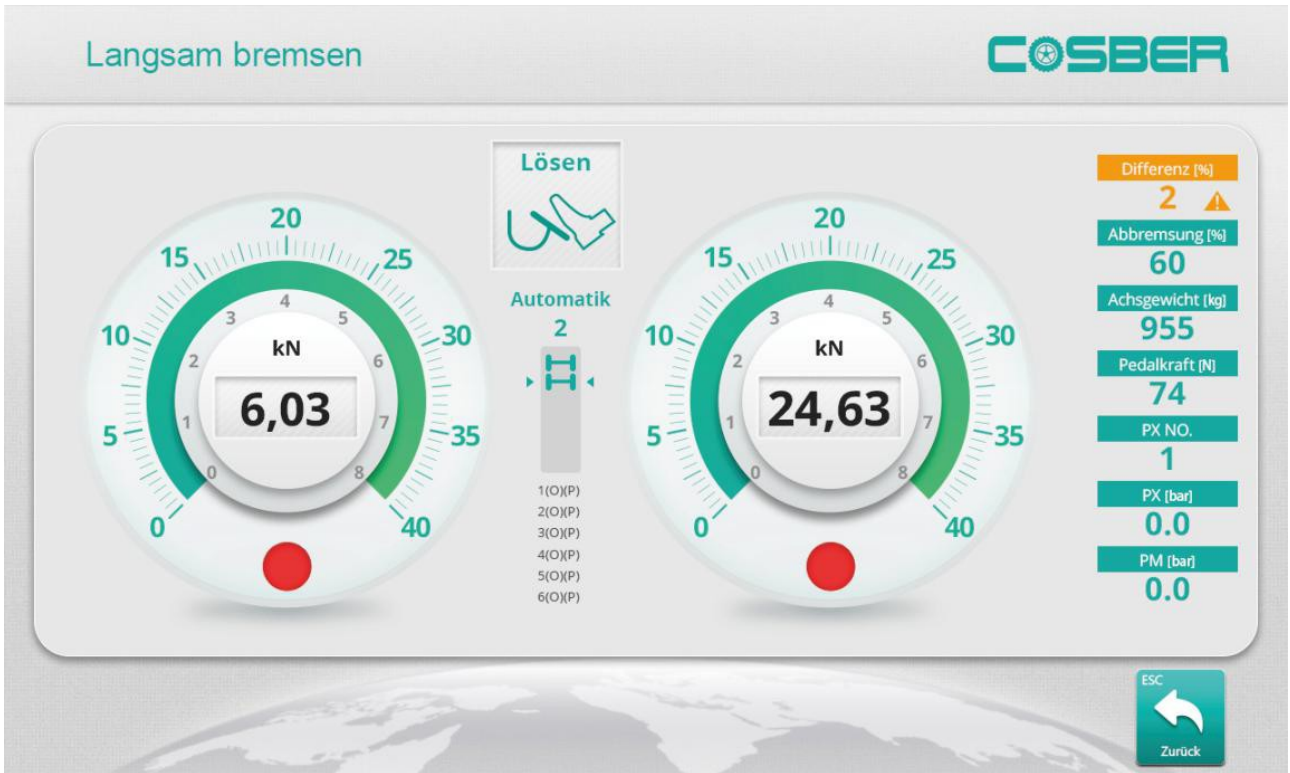 Langsam bremsen
COSBER
20
15
25
10
30
5
35
0
40
4
3
5
2
6
1
7
0
8
kN
6,03
Lösen
Automatik
2
1(O)(P)
2(O)(P)
3(O)(P)
4(O)(P)
5(O)(P)
6(O)(P)
20
15
25
10
30
5
35
0
40
4
3
5
2
6
1
7
0
8
kN
24,63
Differenz [%]
2
Abbremsung [%]
60
Achsgewicht [kg]
955
Pedalkraft [N]
74
PX NO.
1
PX [bar]
0.0
PM [bar]
0.0
ESC
Zurück